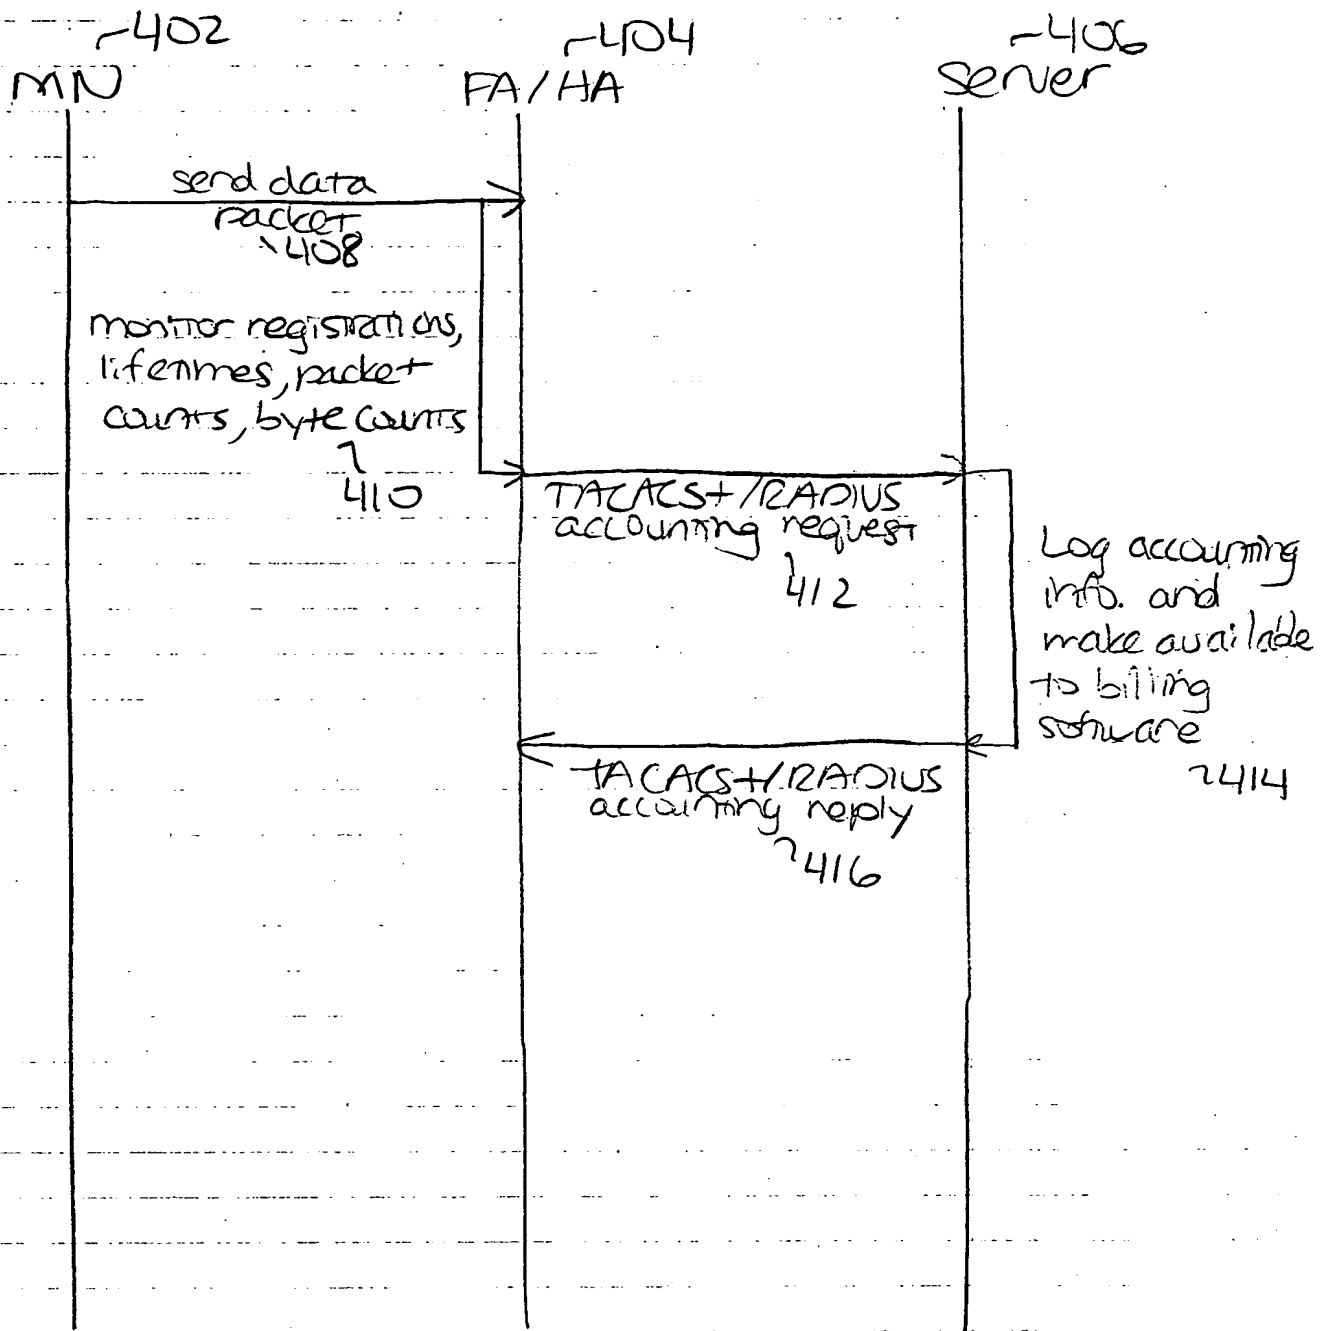 402
404
406
MN
FA/HA
Server
send data
packet
408
monitor registrations,
lifetimes, packet
counts, byte counts
410
TACACS+/RADIUS
accounting request
412
Log accounting
info. and
make available
to billing
software
414
TACACS+/RADIUS
accounting reply
416